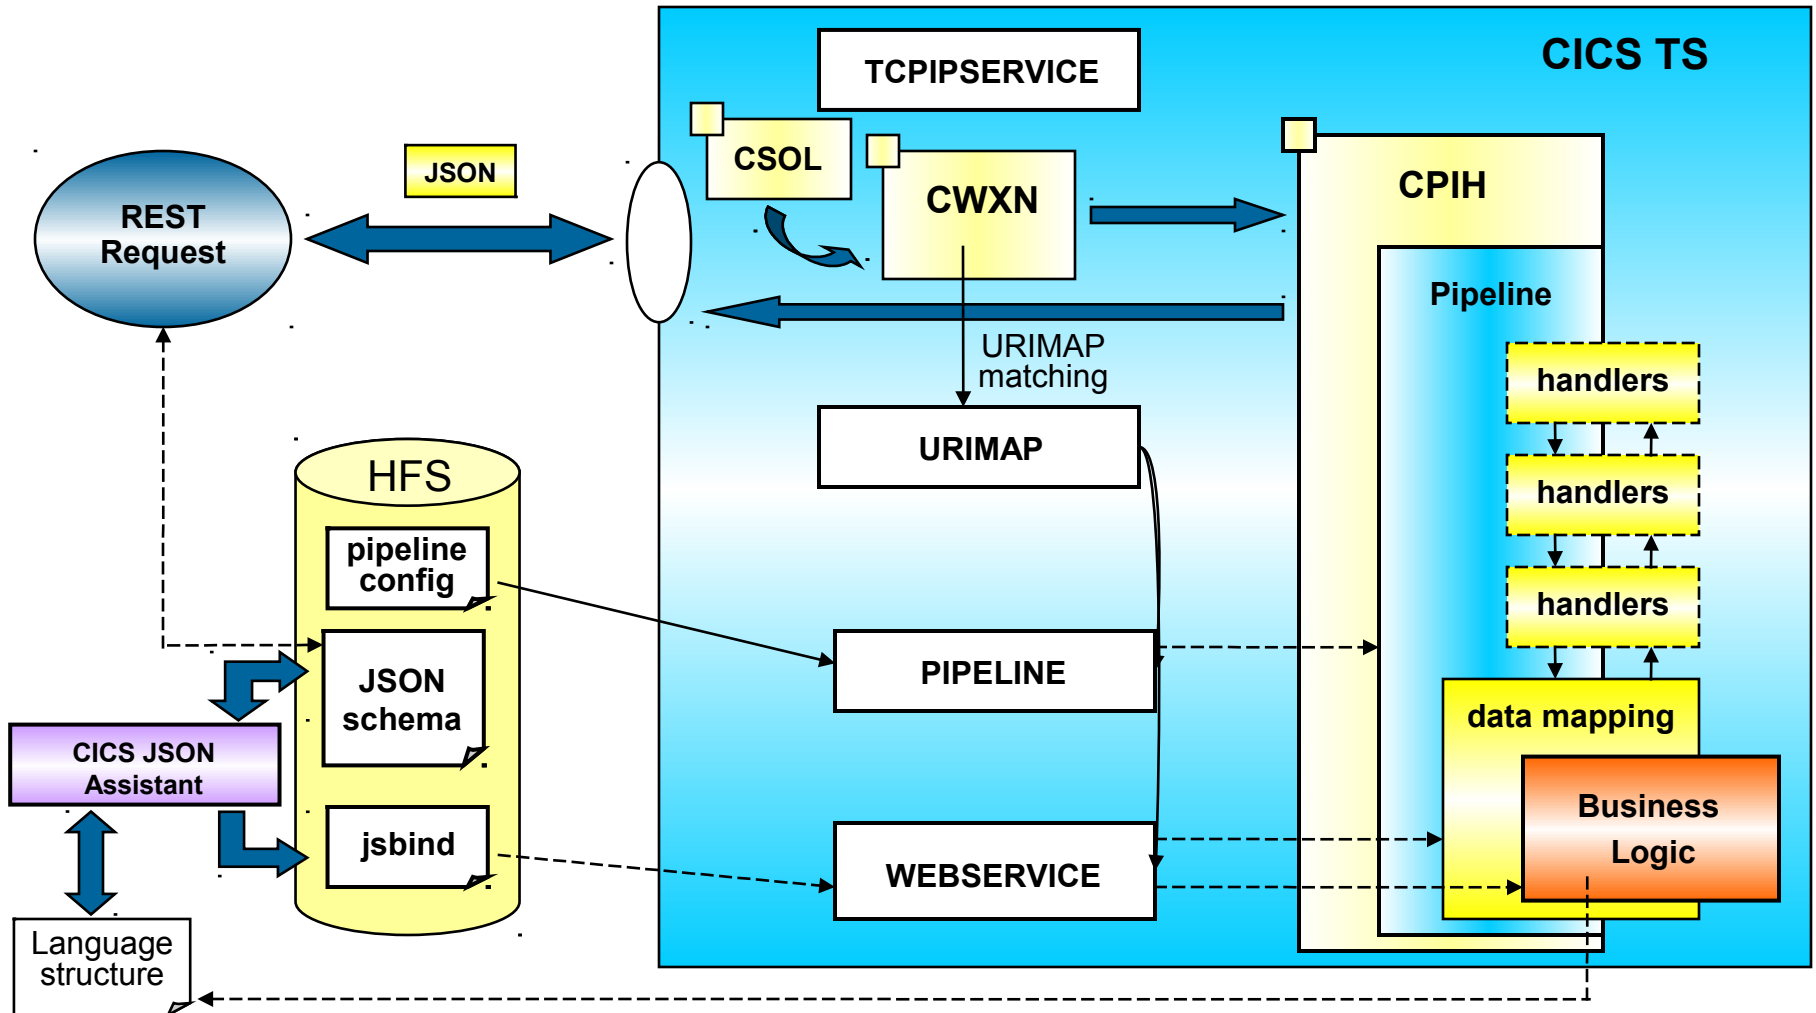 CICS TS
TCPIPSERVICE
CSOL
CWXN
CPIH
JSON
REST
Request
Pipeline
URIMAP
matching
handlers
URIMAP
HFS
handlers
pipeline
config
handlers
PIPELINE
JSON
schema
data mapping
CICS JSON
Assistant
Business
Logic
jsbind
WEBSERVICE
Language
structure